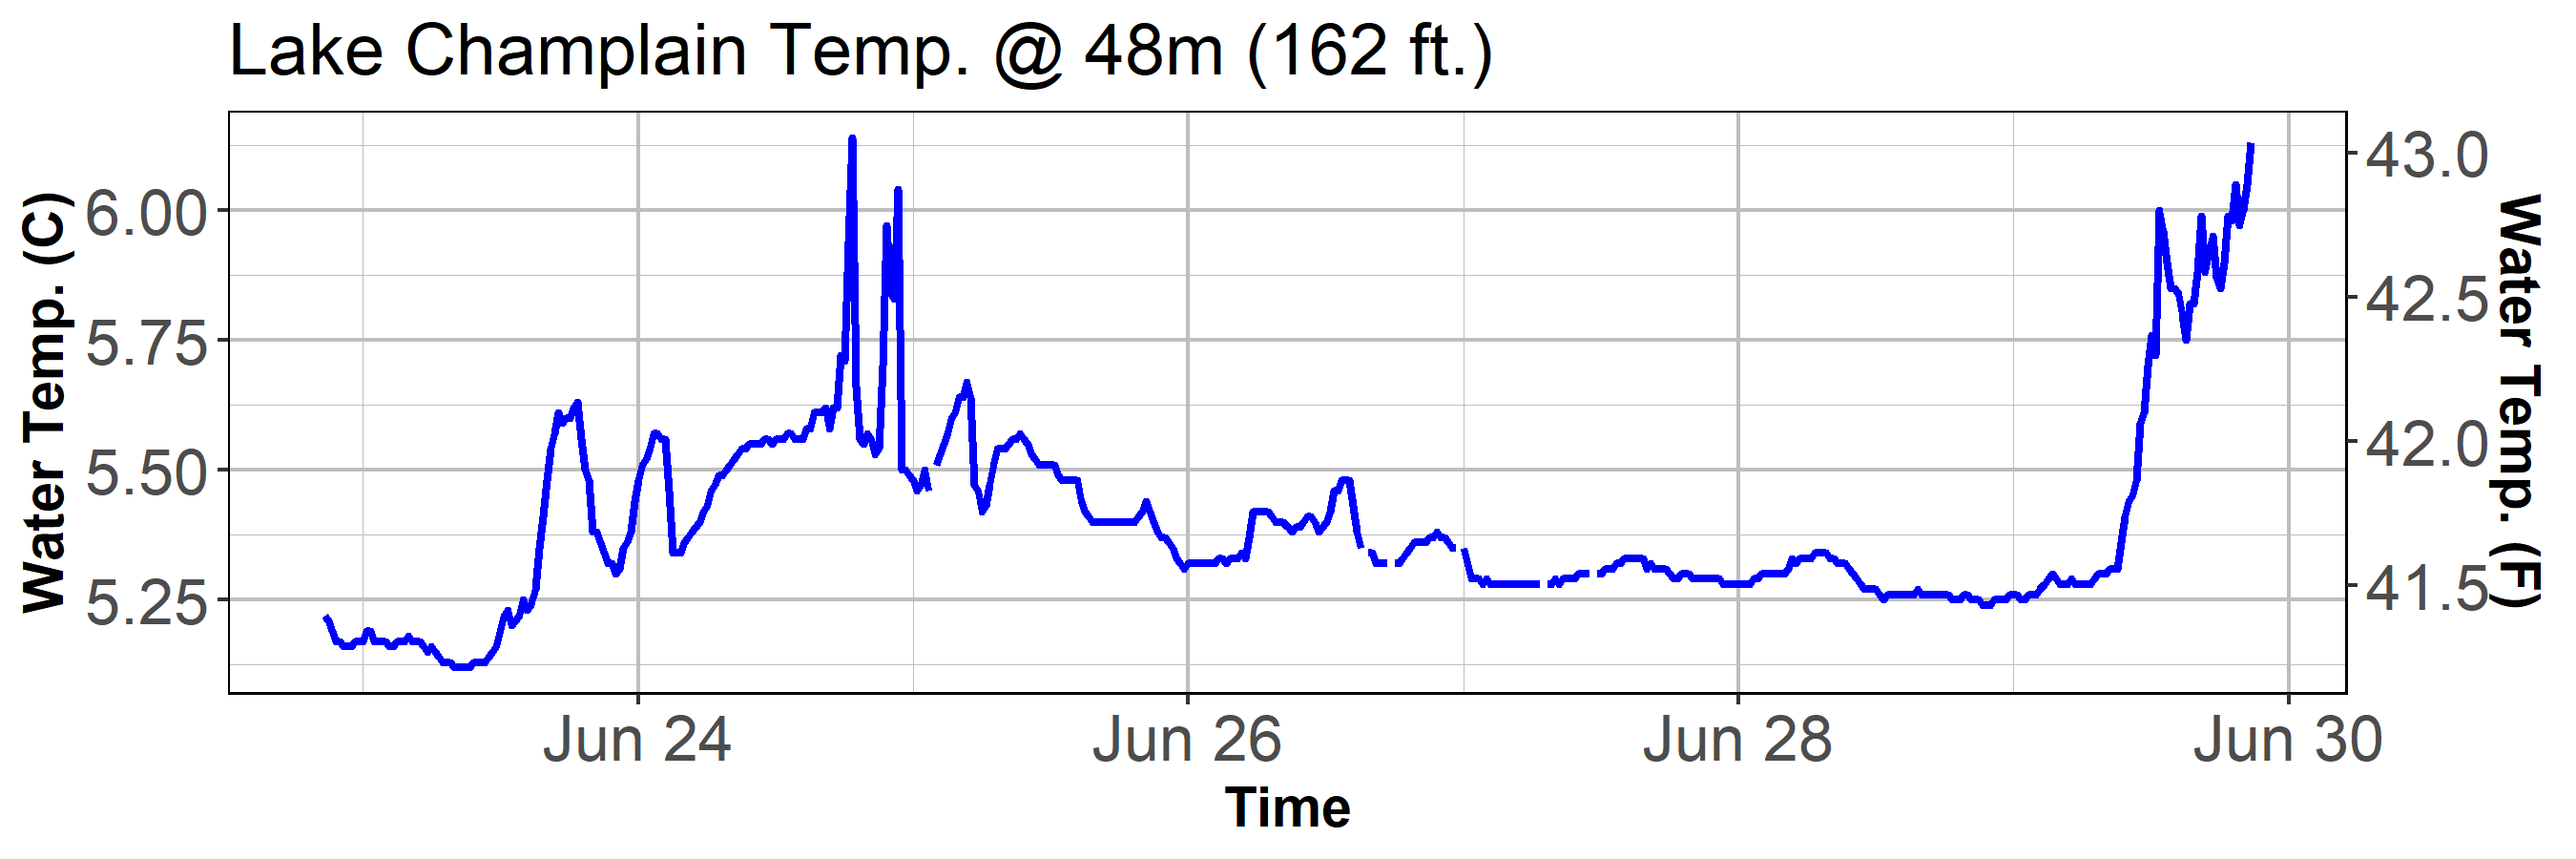 Lake Champlain Temp. @ 48m (162 ft.)
Water Temp. (C)
6.00
5.75
5.50
5.25
43.0
42.5
42.0
41.5
Water Temp. (F)
Jun 24 Jun 26 Jun 28 Jun 30
Time